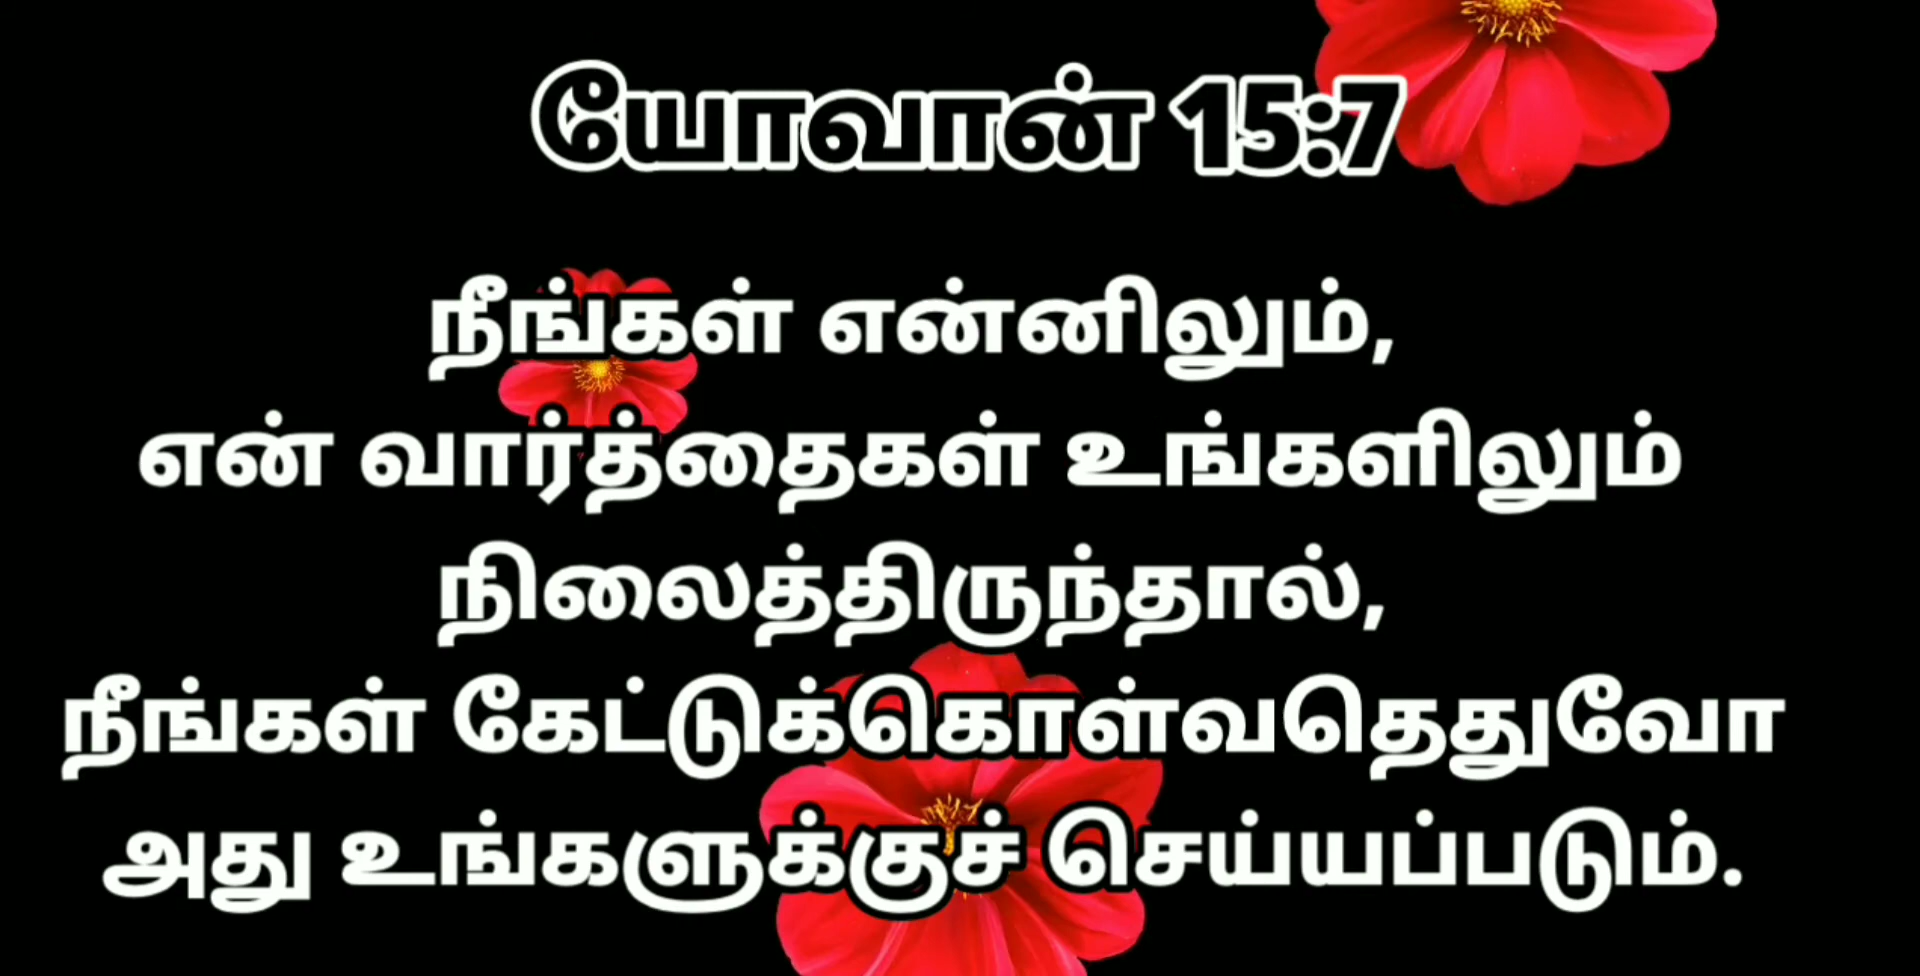 யோவான் 15:7
நீங்கள் என்னிலும்,
என் வார்த்தைகள் உங்களிலும்
நிலைத்திருந்தால்,
நீங்கள் கேட்டுக்கொள்வதெதுவோ
அது உங்களுக்குச் செய்யப்படும்.